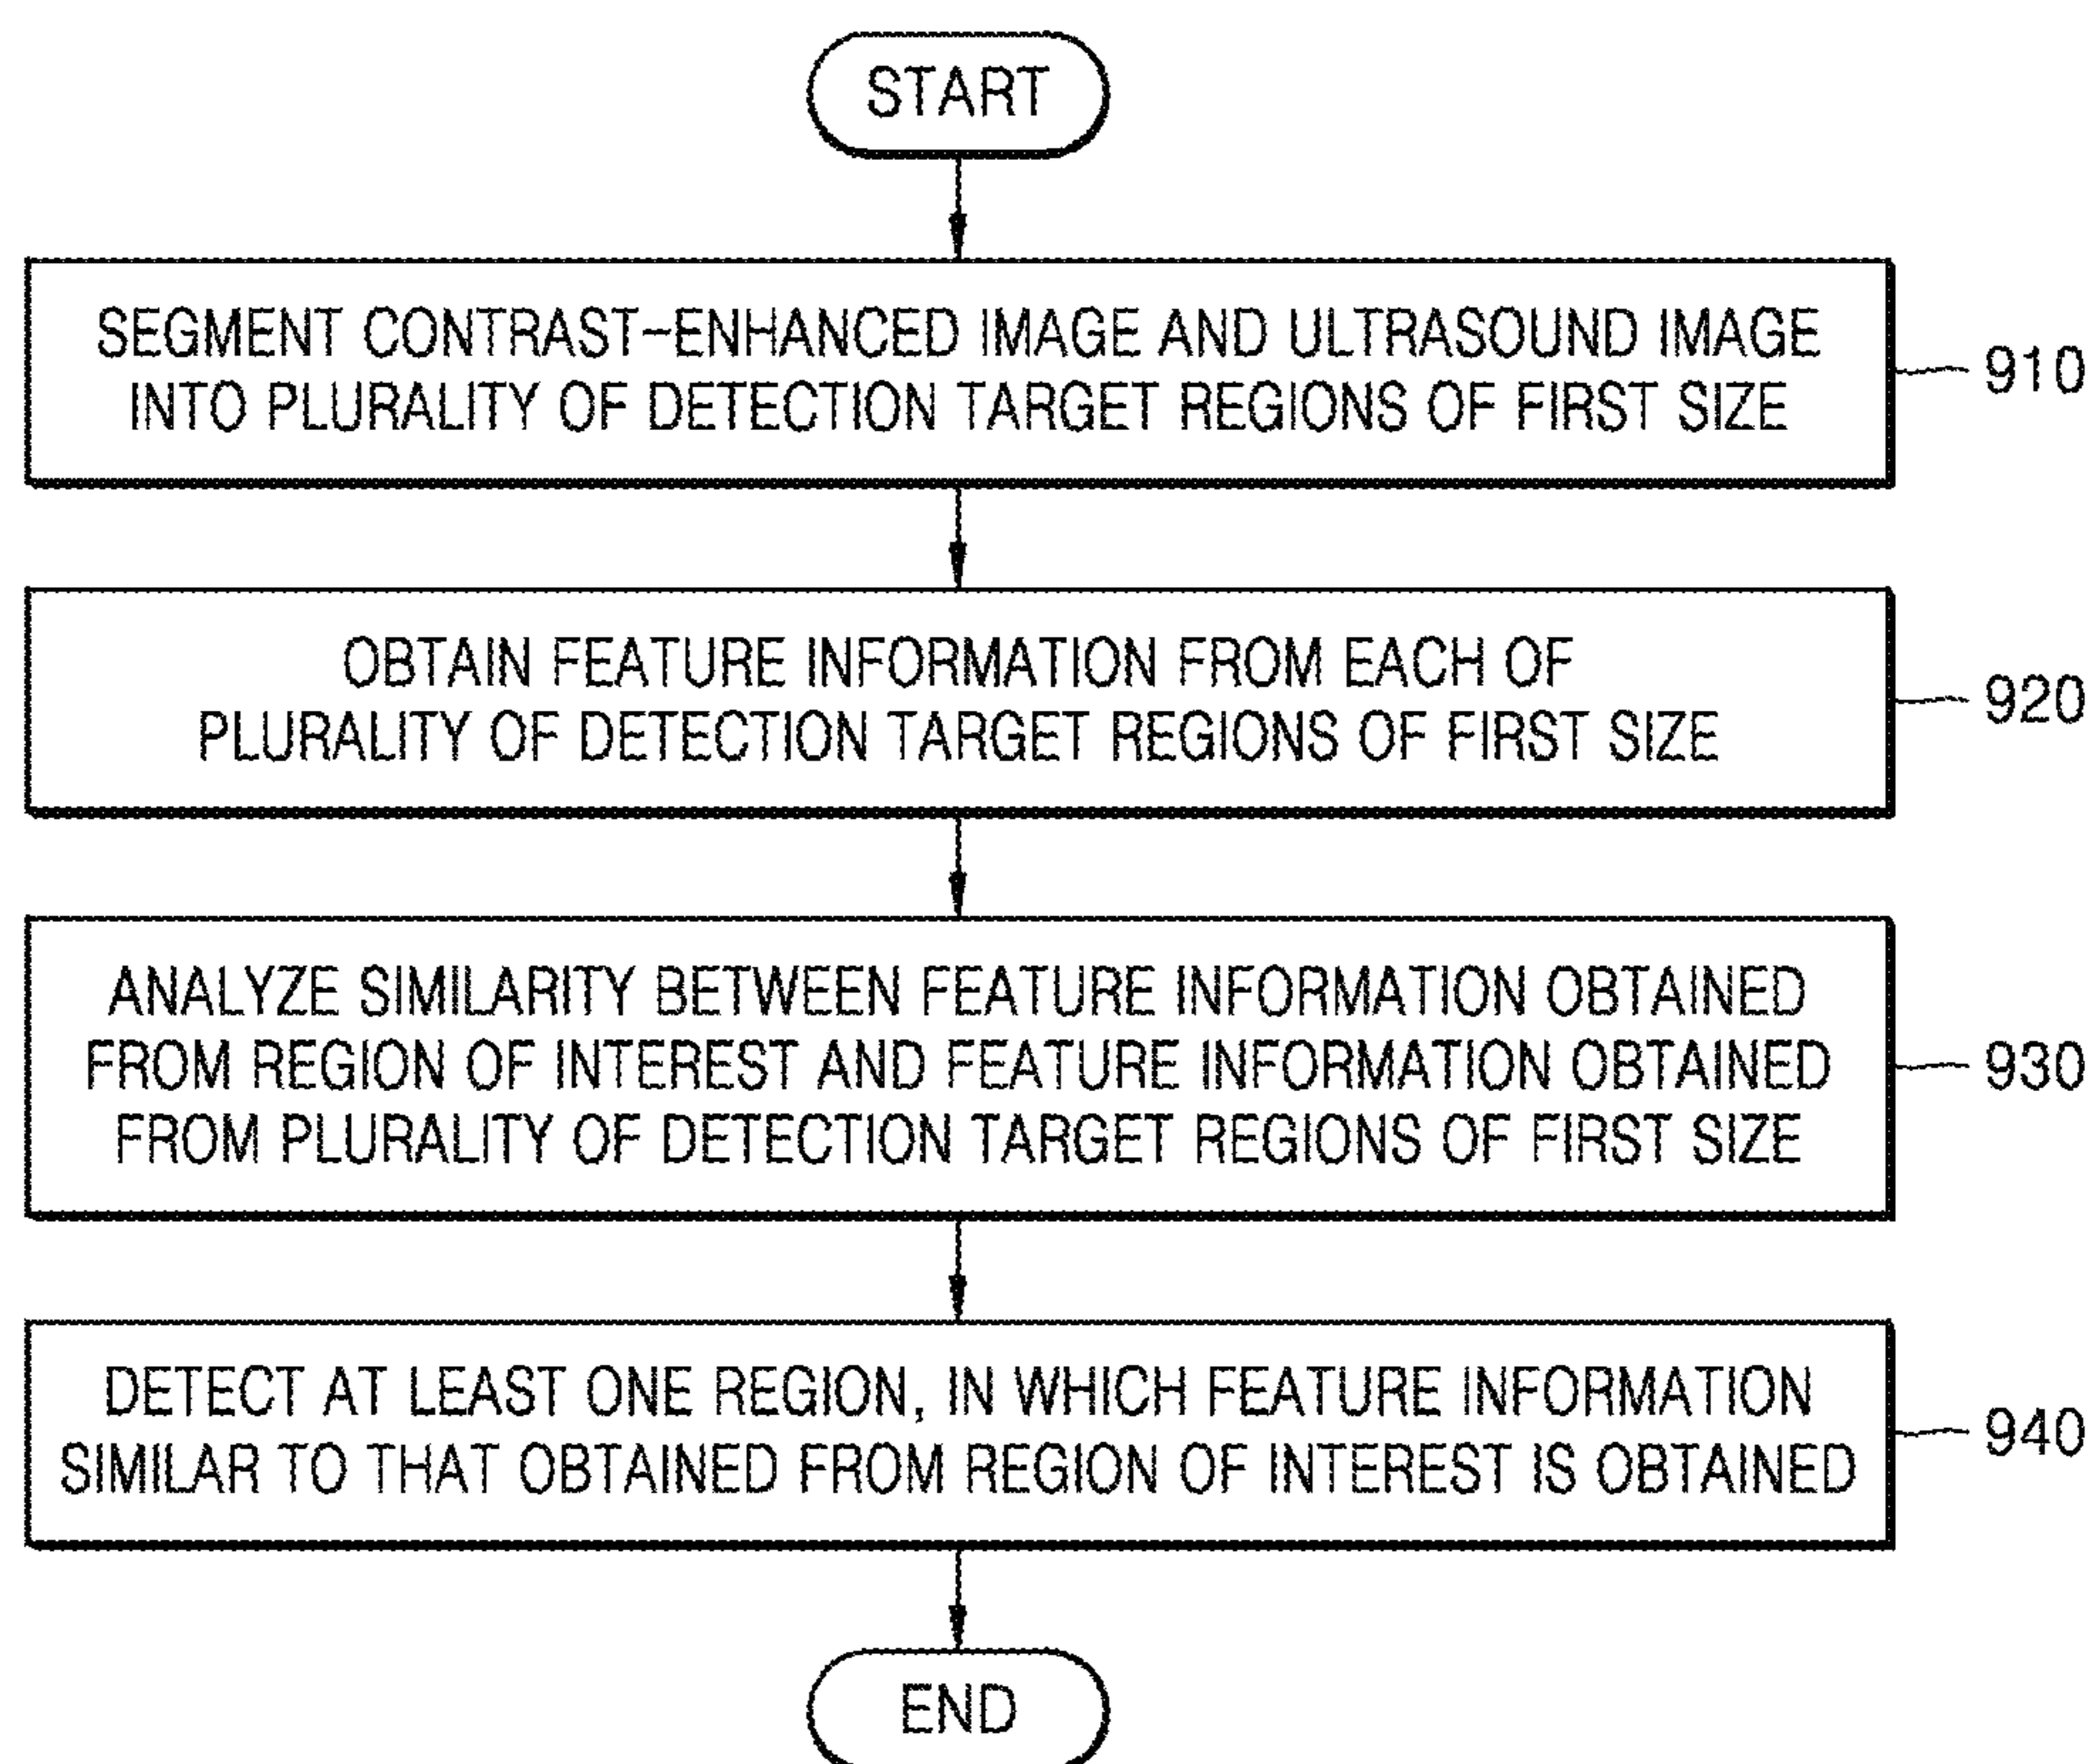 START
SEGMENT CONTRAST-ENHANCED IMAGE AND ULTRASOUND IMAGE
INTO PLURALITY OF DETECTION TARGET REGIONS OF FIRST SIZE
910
OBTAIN FEATURE INFORMATION FROM EACH OF
PLURALITY OF DETECTION TARGET REGIONS OF FIRST SIZE
920
ANALYZE SIMILARITY BETWEEN FEATURE INFORMATION OBTAINED
FROM REGION OF INTEREST AND FEATURE INFORMATION OBTAINED
FROM PLURALITY OF DETECTION TARGET REGIONS OF FIRST SIZE
930
DETECT AT LEAST ONE REGION, IN WHICH FEATURE INFORMATION
SIMILAR TO THAT OBTAINED FROM REGION OF INTEREST IS OBTAINED
940
END